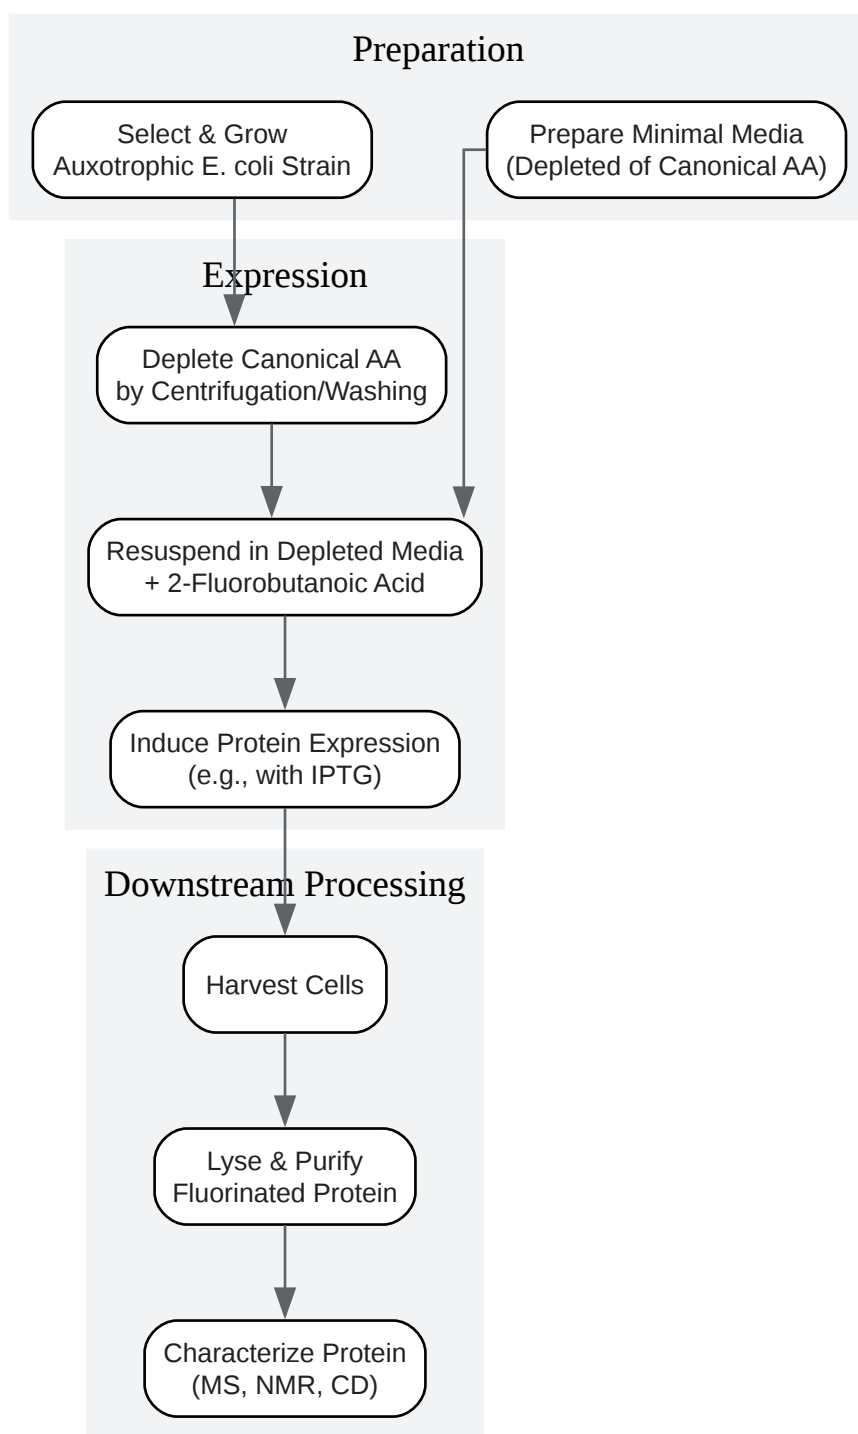 Preparation
Select & Grow
Auxotrophic E. coli Strain
Prepare Minimal Media
(Depleted of Canonical AA)
Expression
Deplete Canonical AA
by Centrifugation/Washing
Resuspend in Depleted Media
+ 2-Fluorobutanoic Acid
Induce Protein Expression
(e.g., with IPTG)
Downstream Processing
Harvest Cells
Lyse & Purify
Fluorinated Protein
Characterize Protein
(MS, NMR, CD)